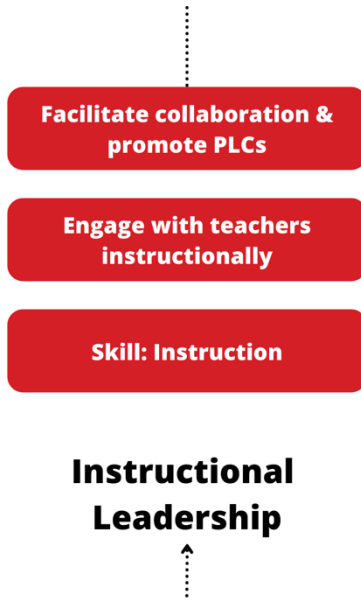 Facilitate collaboration &
promote PLCs
Engage with teachers
instructionally
Skill: Instruction
Instructional
Leadership